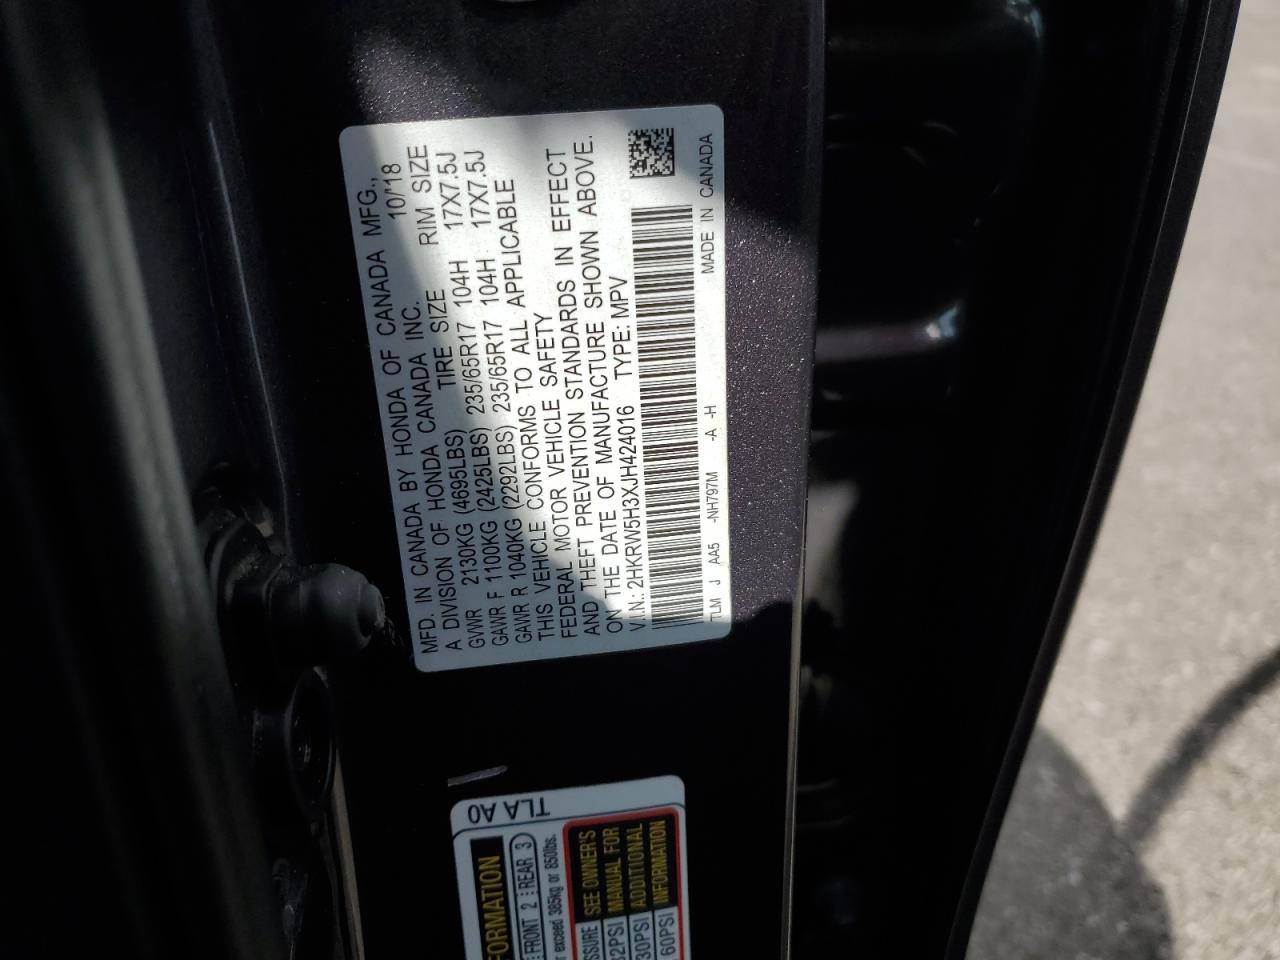 MFD. IN CANADA BY HONDA OF CANADA MFG.,
A DIVISION OF HONDA CANADA INC. 10/'18
GVWR 2130KG (4695LBS) TIRE SIZE RIM SIZE
GAWR F 1100KG (2425LBS) 235/65R17 104H 17X7.5J
GAWR R 1040KG (2292LBS) 235/65R17 104H 17X7.5J
THIS VEHICLE CONFORMS TO ALL APPLICABLE
FEDERAL MOTOR VEHICLE SAFETY
AND THEFT PREVENTION STANDARDS IN EFFECT
ON THE DATE OF MANUFACTURE SHOWN ABOVE.
V.I.N.: 2HKRW5H3XJH424016 TYPE: MPV
TLM J AA5 -NH797M -A -H MADE IN CANADA
TLA A0
FRONT 2 REAR 3
exceed 385kg or 850lbs.
SEE OWNER'S
MANUAL FOR
ADDITIONAL
INFORMATION
60PSI